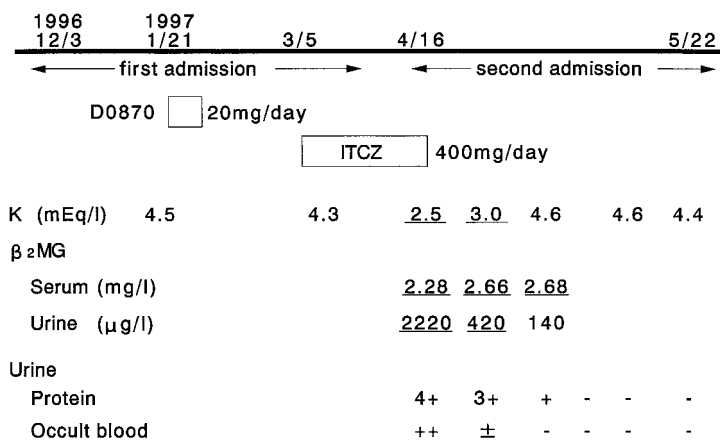 1996 1997
12/3 1/21 3/5 4/16 5/22
first admission second admission
D0870 20mg/day
ITCZ 400mg/day
K (mEq/l) 4.5 4.3 2.5 3.0 4.6 4.6 4.4
β2MG
Serum (mg/l) 2.28 2.66 2.68
Urine (μg/l) 2220 420 140
Urine
Protein 4+ 3+ + - - -
Occult blood ++ ± - - - -